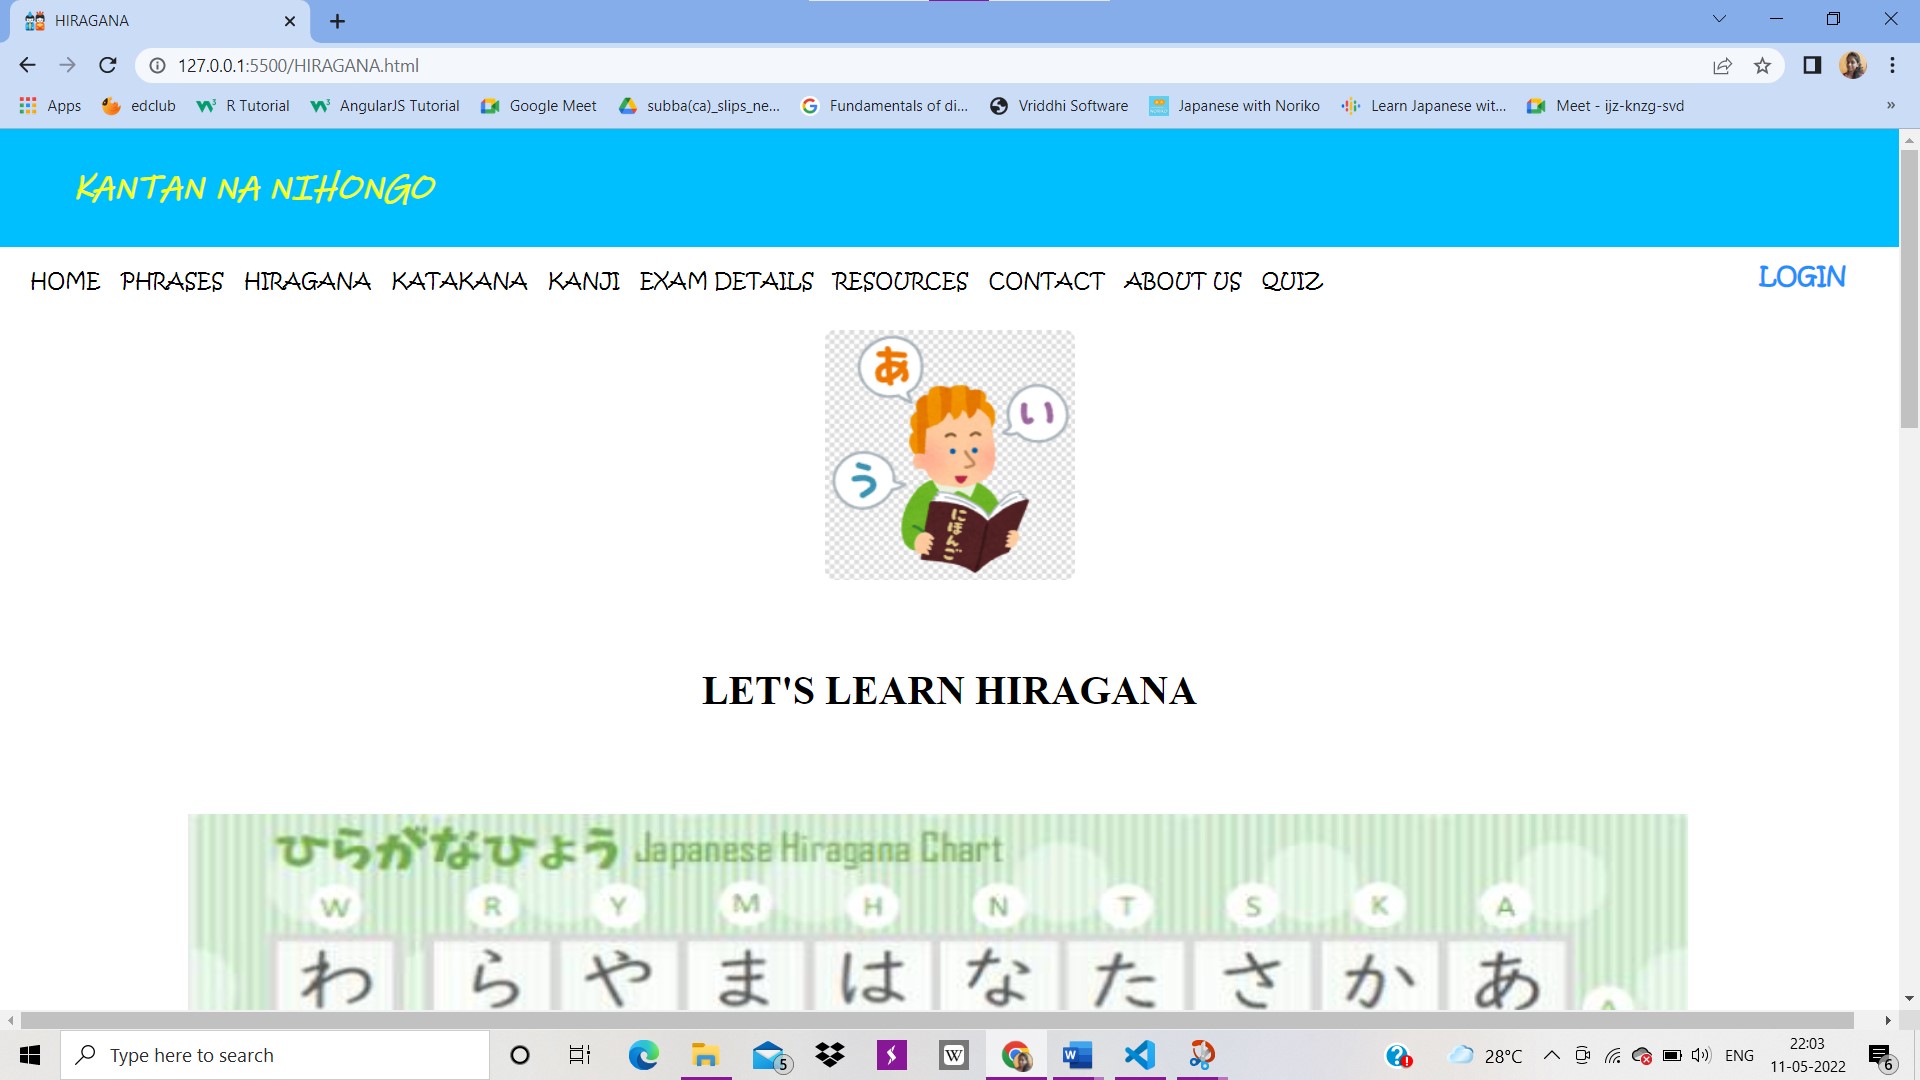 HIRAGANA
127.0.0.1:5500/HIRAGANA.html
Apps edclub R Tutorial AngularJS Tutorial Google Meet subba(ca)_slips_ne... Fundamentals of di... Vriddhi Software Japanese with Noriko Learn Japanese wit... Meet - ijz-knzg-svd »
KANTAN NA NIHONGO
HOME PHRASES HIRAGANA KATAKANA KANJI EXAM DETAILS RESOURCES CONTACT ABOUT US QUIZ LOGIN
あ
い
う
にほんご
LET'S LEARN HIRAGANA
ひらがなひょう Japanese Hiragana Chart
W R Y M H N T S K A
わ ら や ま は な た さ か あ
A
Type here to search
5
W
28°C
ENG
22:03
11-05-2022
6